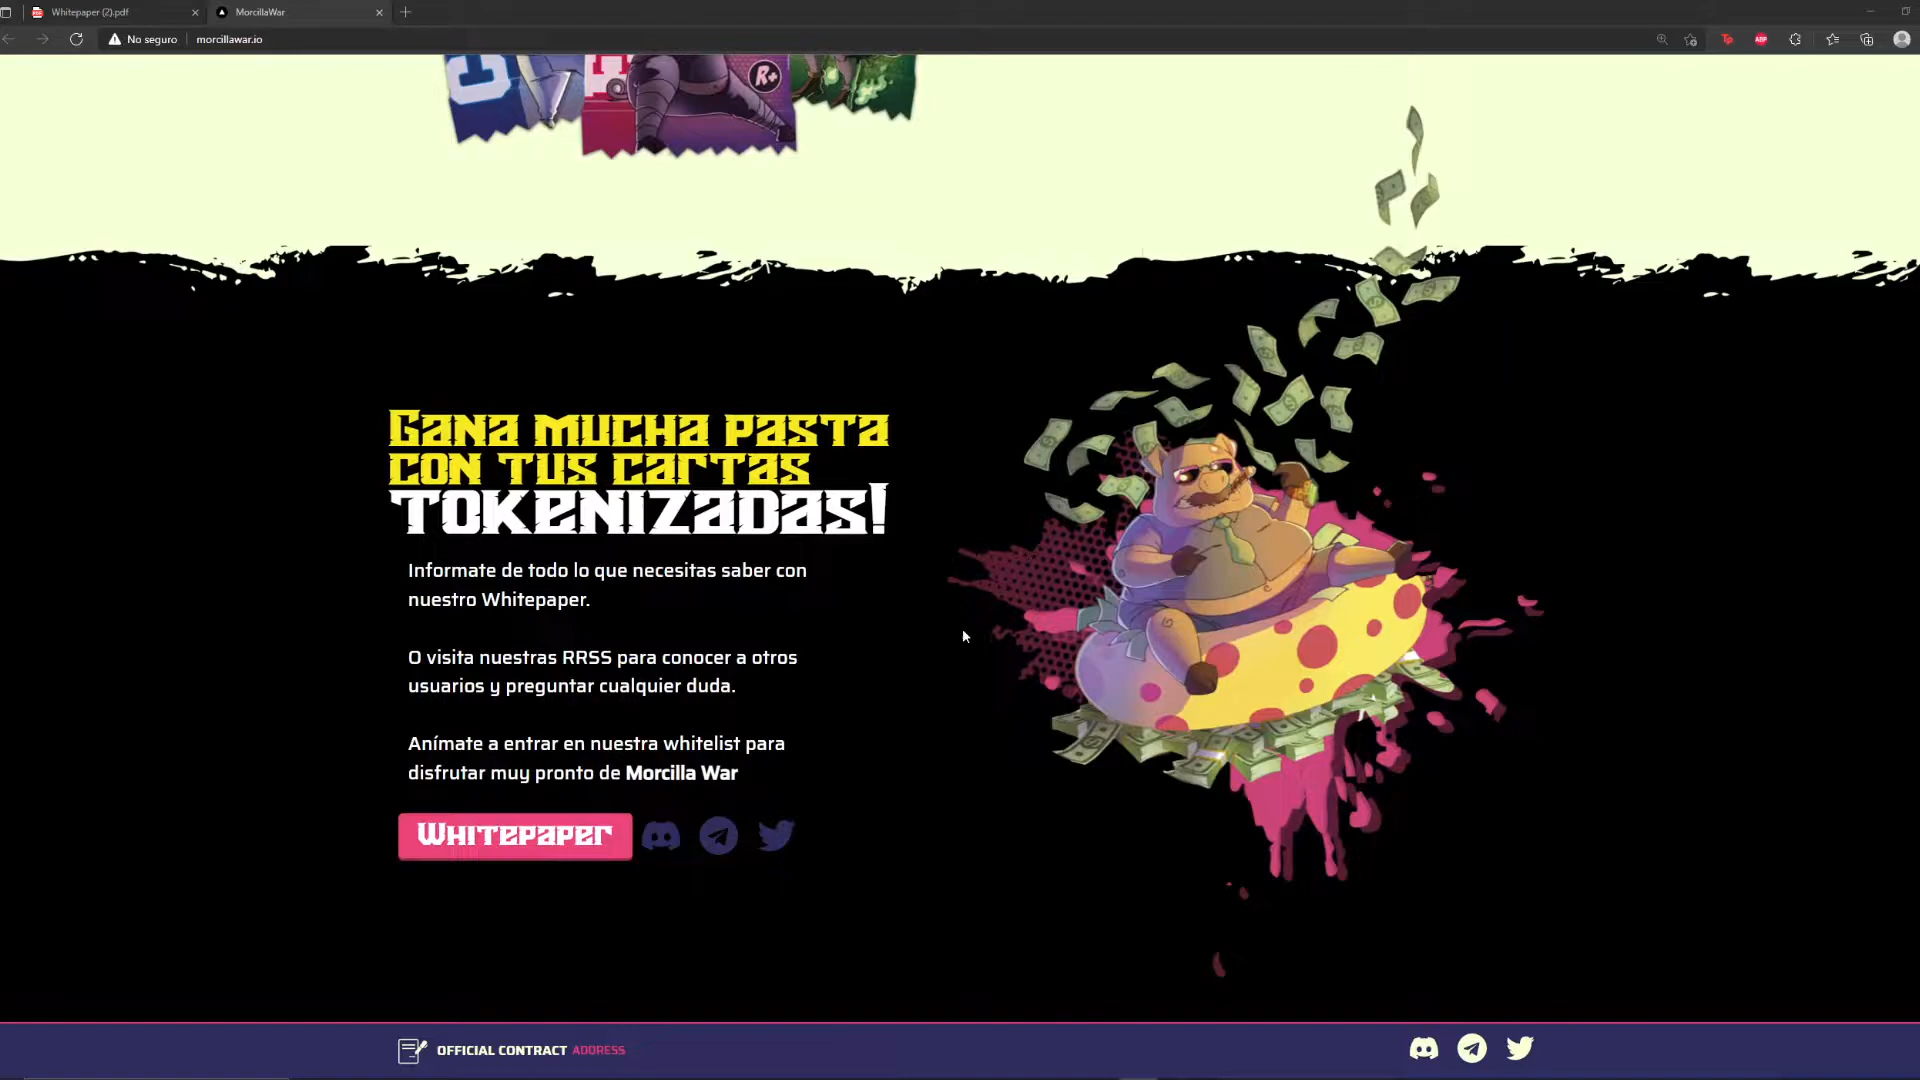 Whitepaper (2).pdf
MorcillaWar
No seguro
morcillawar.io
ABP
R+
Gana mucha pasta
con tus cartas
TOKENIZADAS!
Informate de todo lo que necesitas saber con
nuestro Whitepaper.
O visita nuestras RRSS para conocer a otros
usuarios y preguntar cualquier duda.
Anímate a entrar en nuestra whitelist para
disfrutar muy pronto de Morcilla War
Whitepaper
OFFICIAL CONTRACT ADDRESS